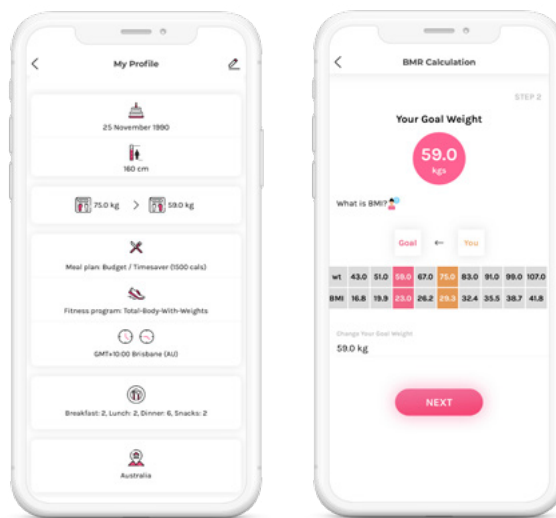 My Profile
25 November 1990
160 cm
75.0 kg > 59.0 kg
Meal plan: Budget / Timesaver (1500 cals)
Fitness program: Total-Body-With-Weights
GMT+10:00 Brisbane (AU)
Breakfast: 2, Lunch: 2, Dinner: 6, Snacks: 2
Australia
BMR Calculation
STEP 2
Your Goal Weight
59.0
kgs
What is BMI?
Goal ← You
wt 43.0 51.0 59.0 67.0 75.0 83.0 91.0 99.0 107.0
BMI 16.8 19.9 23.0 26.2 29.3 32.4 35.5 38.7 41.8
Change Your Goal Weight
59.0 kg
NEXT